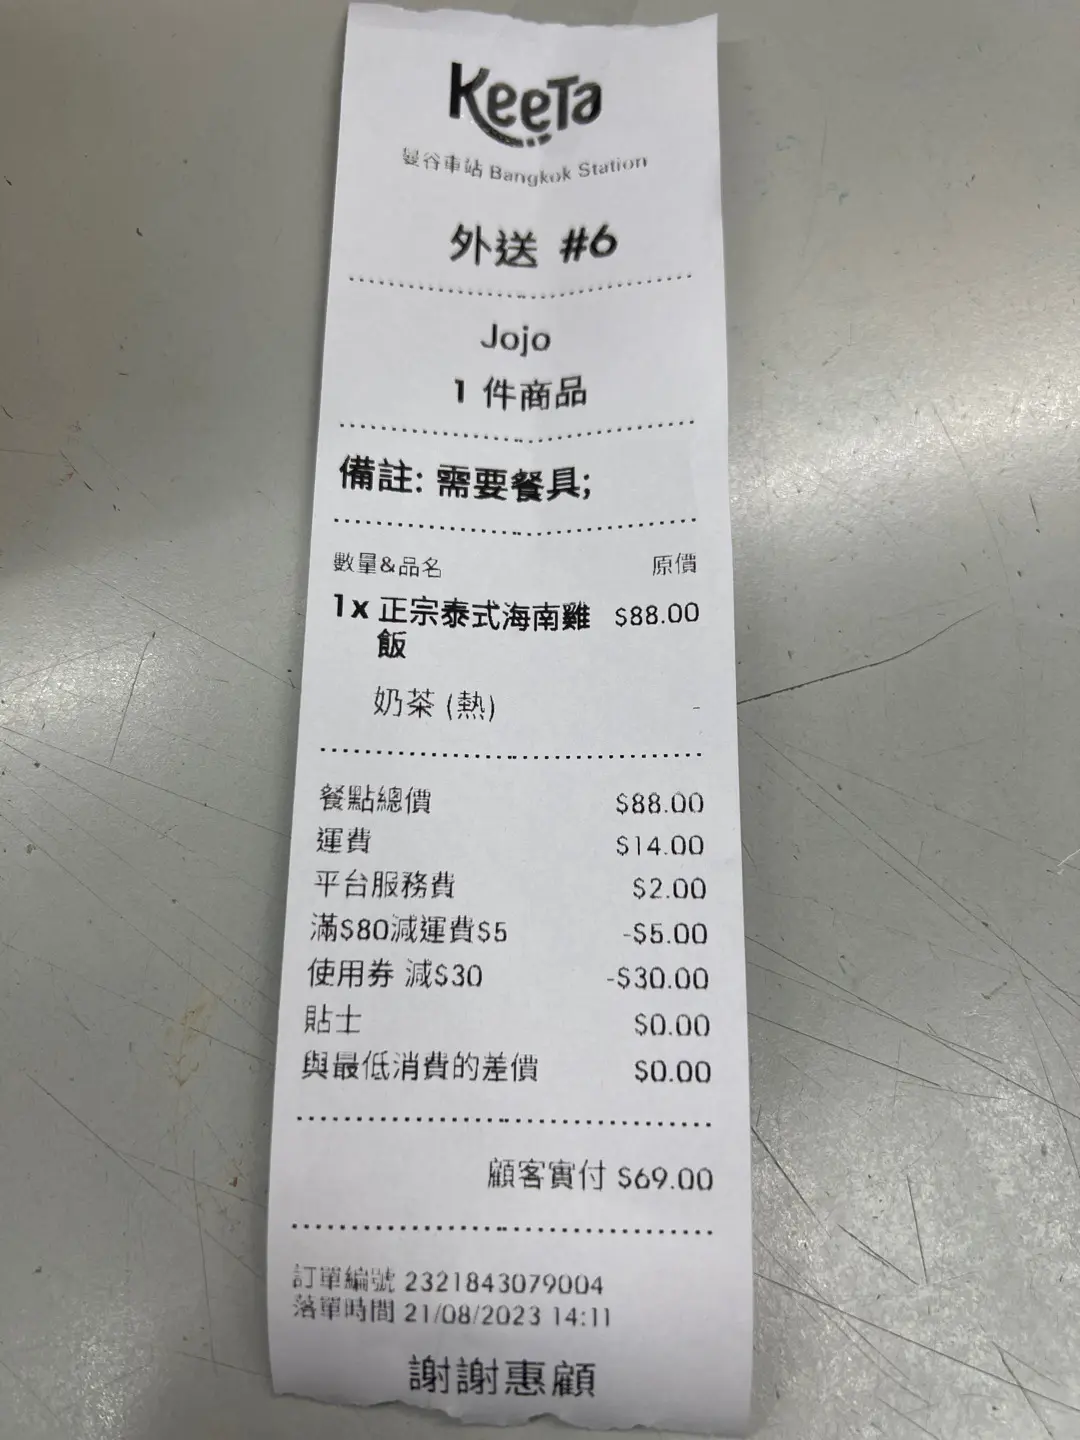 KeeTa
曼谷車站 Bangkok Station
外送 #6
Jojo
1 件商品
備註: 需要餐具;
數量&品名 原價
1x 正宗泰式海南雞 $88.00
飯
奶茶 (熱) -
餐點總價 $88.00
運費 $14.00
平台服務費 $2.00
滿$80減運費$5 -$5.00
使用券 減$30 -$30.00
貼士 $0.00
與最低消費的差價 $0.00
顧客實付 $69.00
訂單編號 2321843079004
落單時間 21/08/2023 14:11
謝謝惠顧